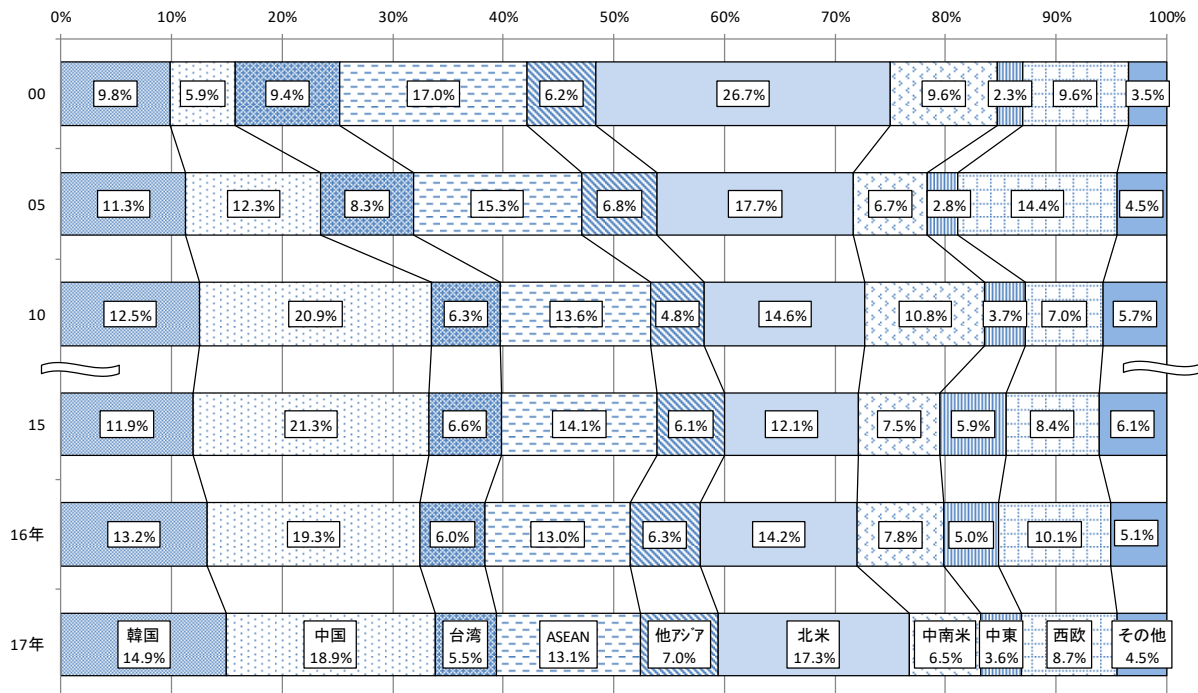 0% 10% 20% 30% 40% 50% 60% 70% 80% 90% 100%
00 9.8% 5.9% 9.4% 17.0% 6.2% 26.7% 9.6% 2.3% 9.6% 3.5%
05 11.3% 12.3% 8.3% 15.3% 6.8% 17.7% 6.7% 2.8% 14.4% 4.5%
10 12.5% 20.9% 6.3% 13.6% 4.8% 14.6% 10.8% 3.7% 7.0% 5.7%
15 11.9% 21.3% 6.6% 14.1% 6.1% 12.1% 7.5% 5.9% 8.4% 6.1%
16年 13.2% 19.3% 6.0% 13.0% 6.3% 14.2% 7.8% 5.0% 10.1% 5.1%
17年 韓国 中国 台湾 ASEAN 他アジア 北米 中南米 中東 西欧 その他
14.9% 18.9% 5.5% 13.1% 7.0% 17.3% 6.5% 3.6% 8.7% 4.5%